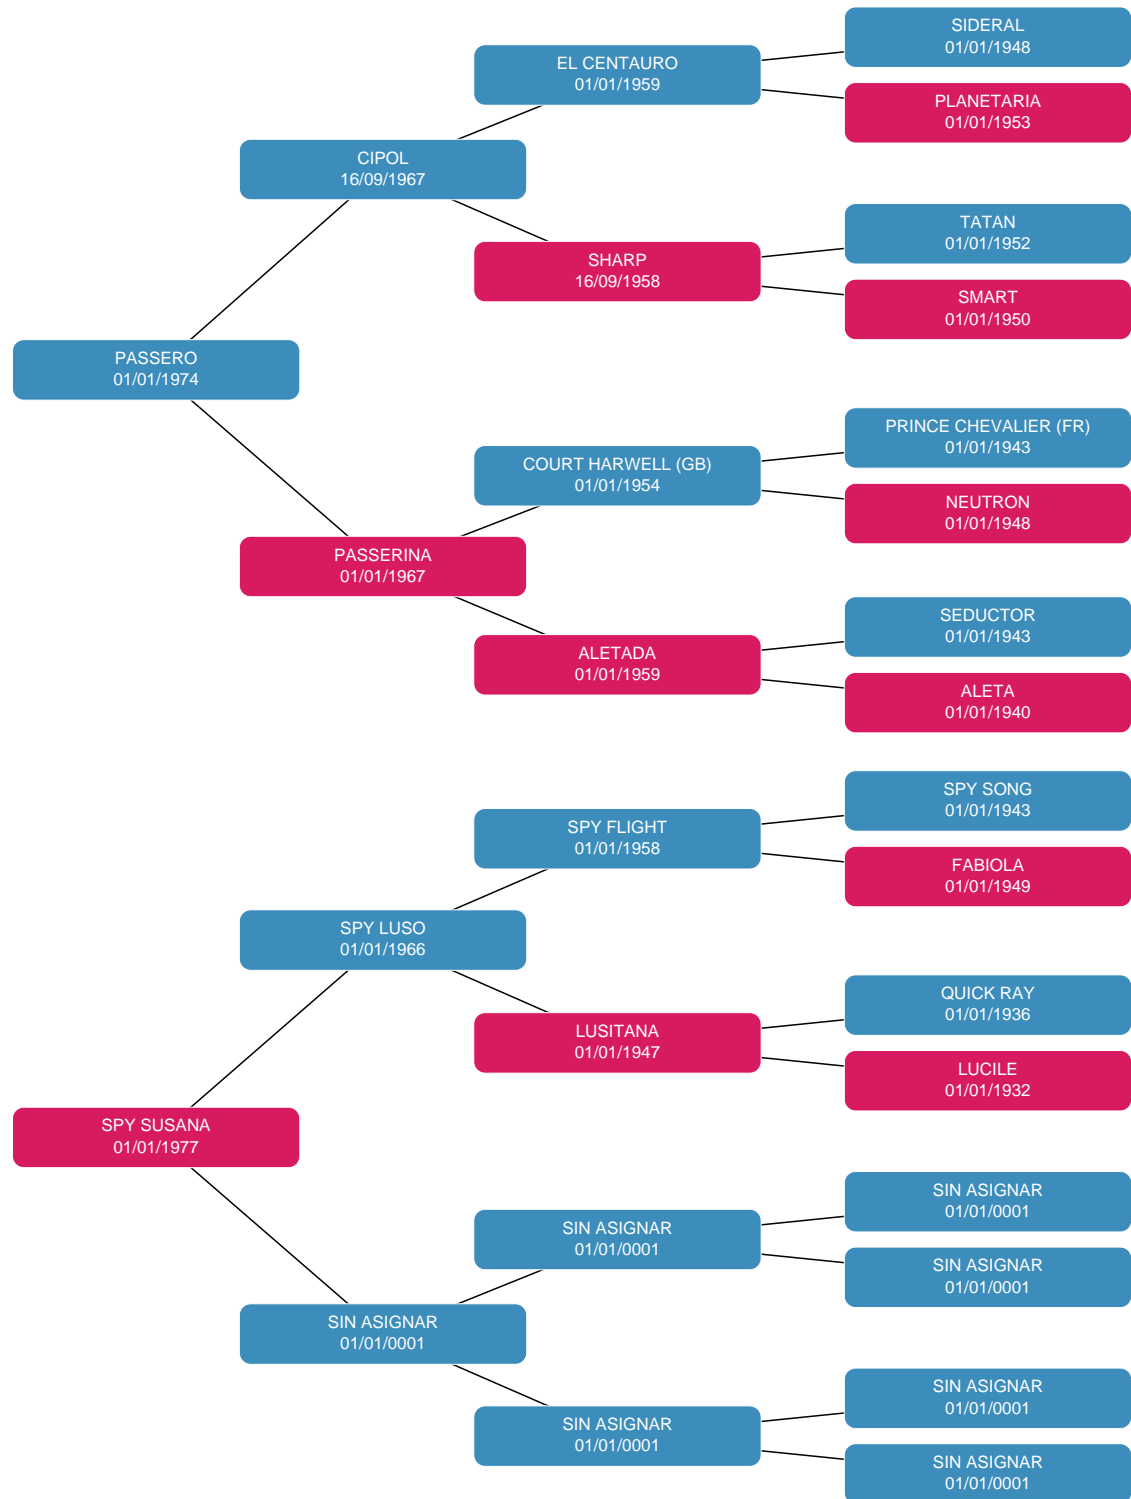 SIDERAL
01/01/1948
EL CENTAURO
01/01/1959
PLANETARIA
01/01/1953
CIPOL
16/09/1967
TATAN
01/01/1952
SHARP
16/09/1958
SMART
01/01/1950
PASSERO
01/01/1974
PRINCE CHEVALIER (FR)
01/01/1943
COURT HARWELL (GB)
01/01/1954
NEUTRON
01/01/1948
PASSERINA
01/01/1967
SEDUCTOR
01/01/1943
ALETADA
01/01/1959
ALETA
01/01/1940
SPY SONG
01/01/1943
SPY FLIGHT
01/01/1958
FABIOLA
01/01/1949
SPY LUSO
01/01/1966
QUICK RAY
01/01/1936
LUSITANA
01/01/1947
LUCILE
01/01/1932
SPY SUSANA
01/01/1977
SIN ASIGNAR
01/01/0001
SIN ASIGNAR
01/01/0001
SIN ASIGNAR
01/01/0001
SIN ASIGNAR
01/01/0001
SIN ASIGNAR
01/01/0001
SIN ASIGNAR
01/01/0001
SIN ASIGNAR
01/01/0001